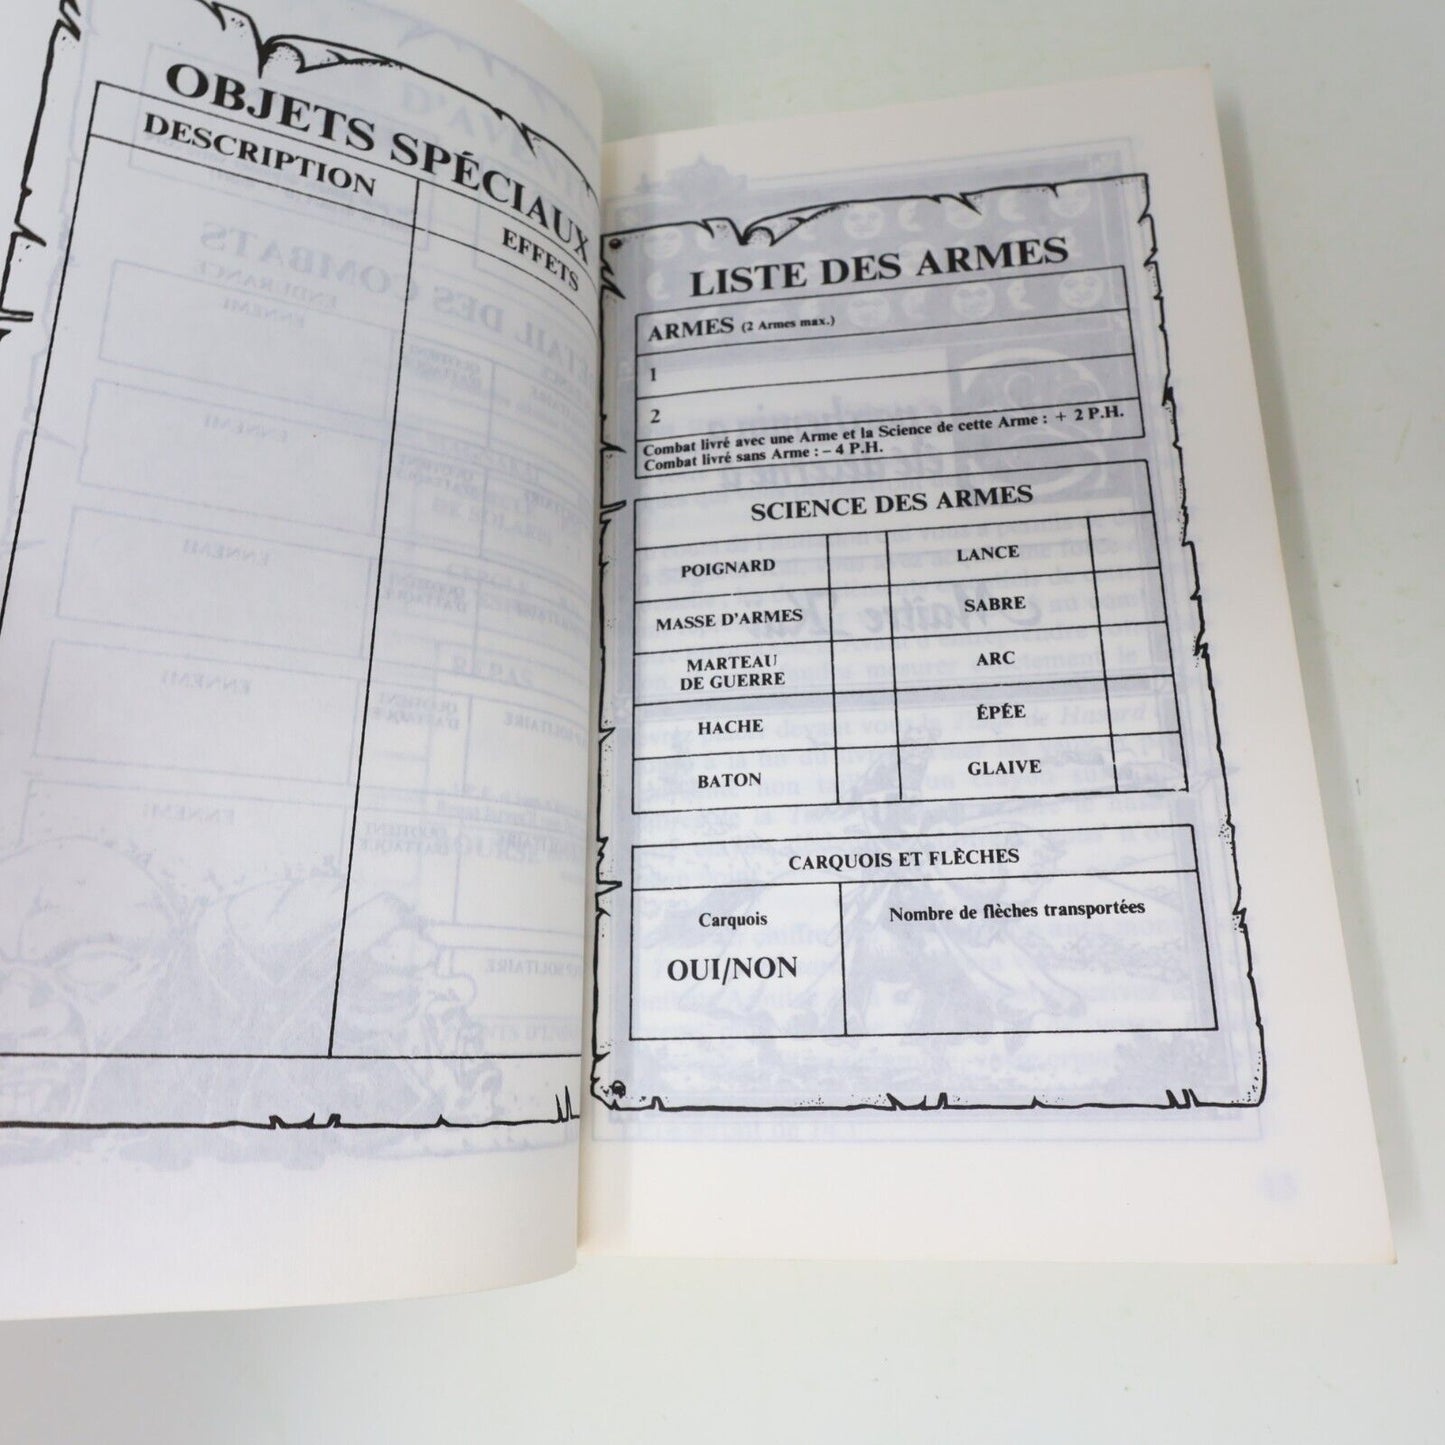 OBJETS SPÉCIAUX
DESCRIPTION
EFFETS
LISTE DES ARMES
ARMES (2 Armes max.)
1
2
Combat livré avec une Arme et la Science de cette Arme : + 2 P.H.
Combat livré sans Arme : – 4 P.H.
SCIENCE DES ARMES
POIGNARD
LANCE
MASSE D'ARMES
SABRE
MARTEAU
DE GUERRE
ARC
HACHE
ÉPÉE
BATON
GLAIVE
CARQUOIS ET FLÈCHES
Carquois
Nombre de flèches transportées
OUI/NON